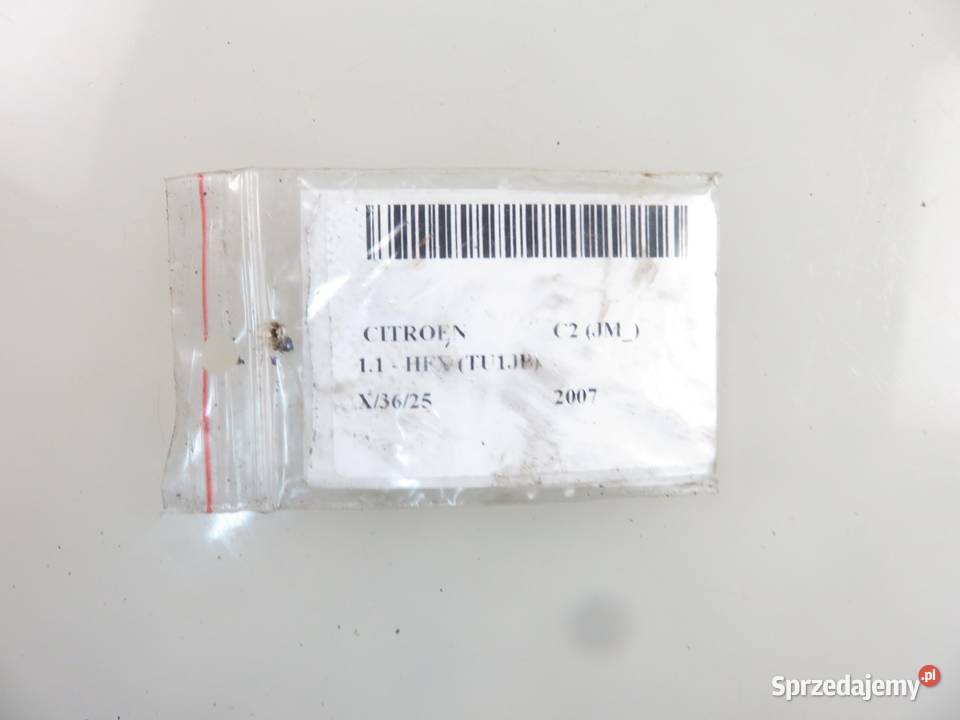 CITROEN C2 (JM_)
1.1 - HFX (TU1JP)
X/36/25 2007
Sprzedajemy.pl